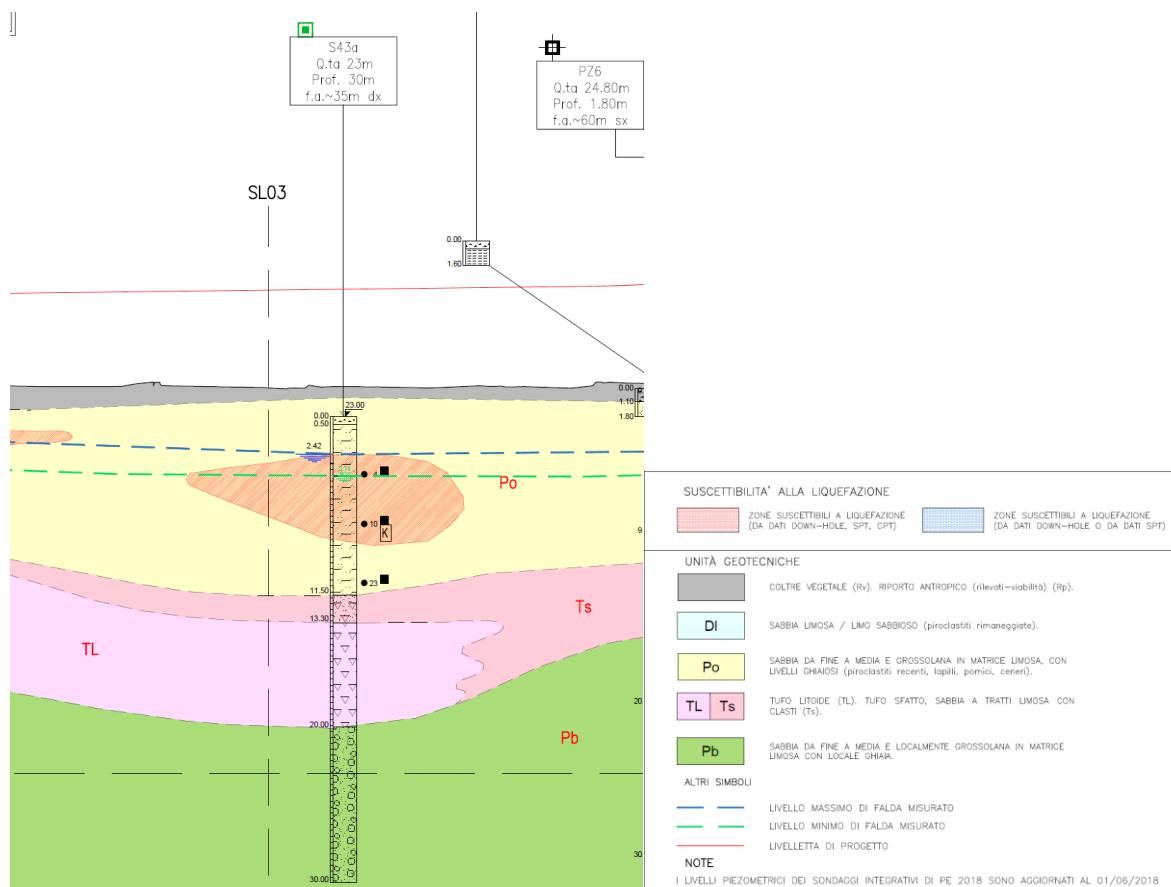 S43a
Q.ta 23m
Prof. 30m
f.a.~35m dx
PZ6
Q.ta 24.80m
Prof. 1.80m
f.a.~60m sx
SL03
0.00
1.60
0.00
1.10
1.80
23.00
0.00
0.50
2.42
4
Po
10
K
9.
23
11.50
Ts
13.30
TL
20.00
20.
Pb
30.
30.00
SUSCETTIBILITA' ALLA LIQUEFAZIONE
ZONE SUSCETTIBILI A LIQUEFAZIONE
(DA DATI DOWN-HOLE, SPT, CPT)
ZONE SUSCETTIBILI A LIQUEFAZIONE
(DA DATI DOWN-HOLE O DA DATI SPT)
UNITÀ GEOTECNICHE
COLTRE VEGETALE (Rv). RIPORTO ANTROPICO (rilevati-viabilità) (Rp).
DI
SABBIA LIMOSA / LIMO SABBIOSO (piroclastiti rimaneggiate).
Po
SABBIA DA FINE A MEDIA E GROSSOLANA IN MATRICE LIMOSA, CON
LIVELLI GHIAIOSI (piroclastiti recenti, lapilli, pomici, ceneri).
TL Ts
TUFO LITOIDE (TL). TUFO SFATTO, SABBIA A TRATTI LIMOSA CON
CLASTI (Ts).
Pb
SABBIA DA FINE A MEDIA E LOCALMENTE GROSSOLANA IN MATRICE
LIMOSA CON LOCALE GHIAIA.
ALTRI SIMBOLI
LIVELLO MASSIMO DI FALDA MISURATO
LIVELLO MINIMO DI FALDA MISURATO
LIVELLETTA DI PROGETTO
NOTE
I LIVELLI PIEZOMETRICI DEI SONDAGGI INTEGRATIVI DI PE 2018 SONO AGGIORNATI AL 01/06/2018